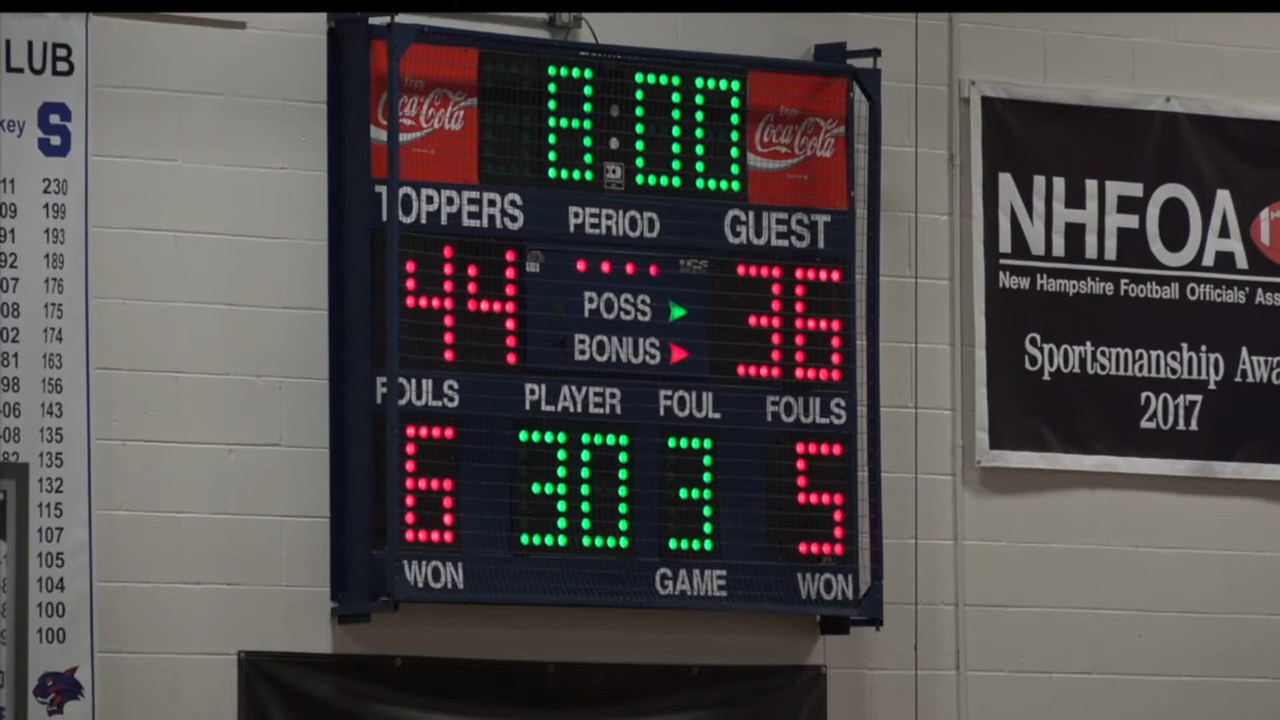 LUB
key S
11 230
09 199
91 193
92 189
07 176
08 175
02 174
81 163
98 156
-06 143
-08 135
82 135
132
115
107
105
104
100
100
Enjoy
Coca-Cola
8:00
Enjoy
Coca-Cola
TOPPERS PERIOD GUEST
44 36
POSS
BONUS
FOULS PLAYER FOUL FOULS
6 30 3 5
WON GAME WON
NHFOA
New Hampshire Football Officials' Ass
Sportsmanship Awa
2017